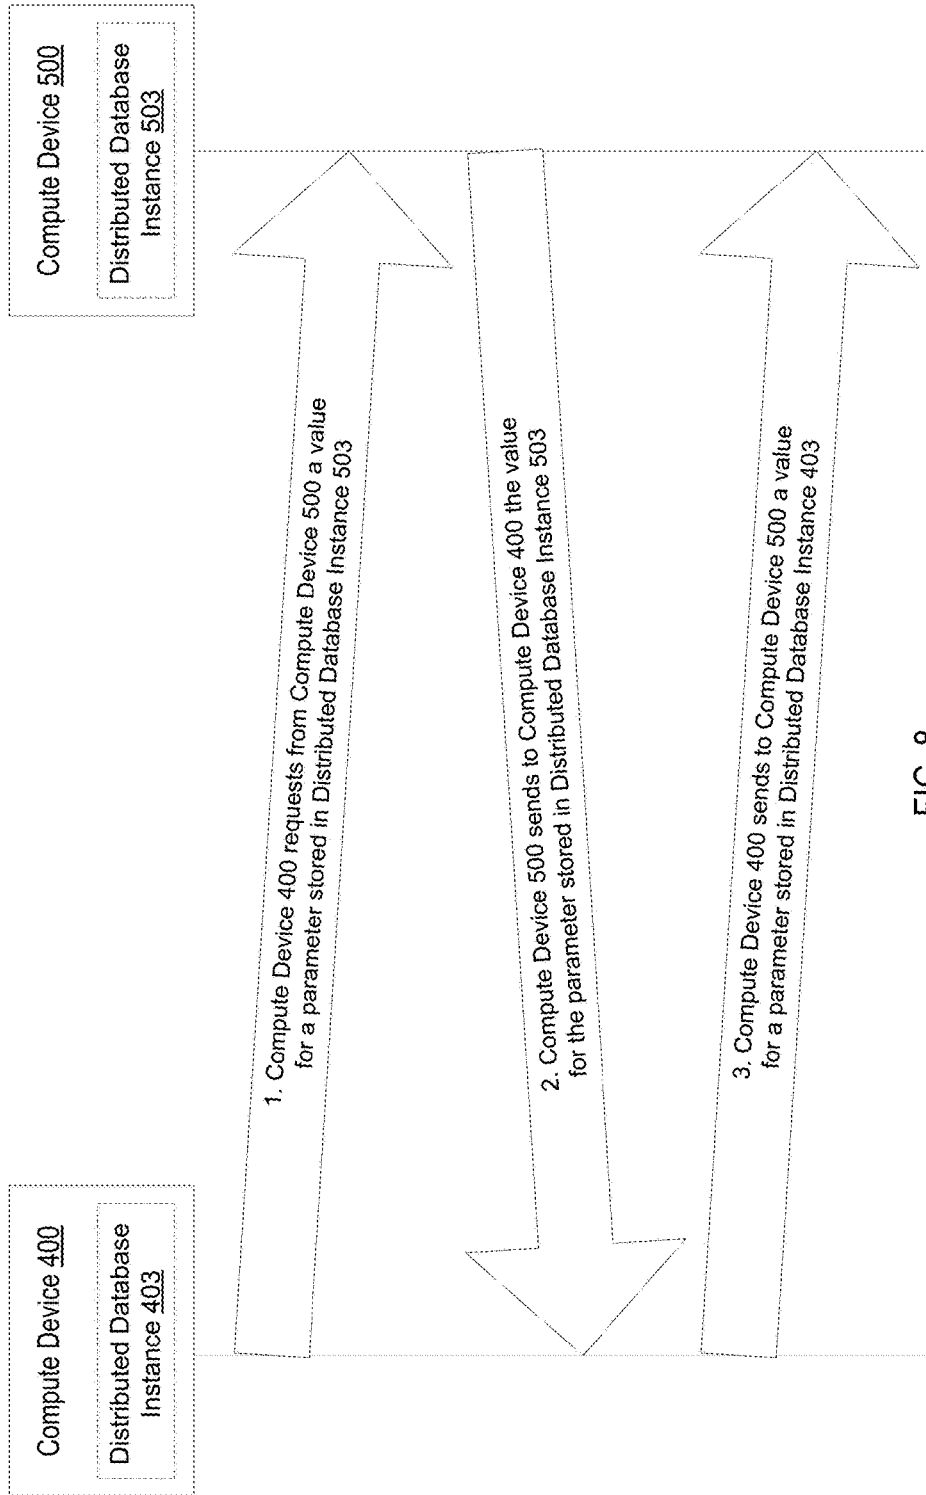 Compute Device 400
Distributed Database
Instance 403
Compute Device 500
Distributed Database
Instance 503
1. Compute Device 400 requests from Compute Device 500 a value
for a parameter stored in Distributed Database Instance 503
2. Compute Device 500 sends to Compute Device 400 the value
for the parameter stored in Distributed Database Instance 503
3. Compute Device 400 sends to Compute Device 500 a value
for a parameter stored in Distributed Database Instance 403
FIG. 8